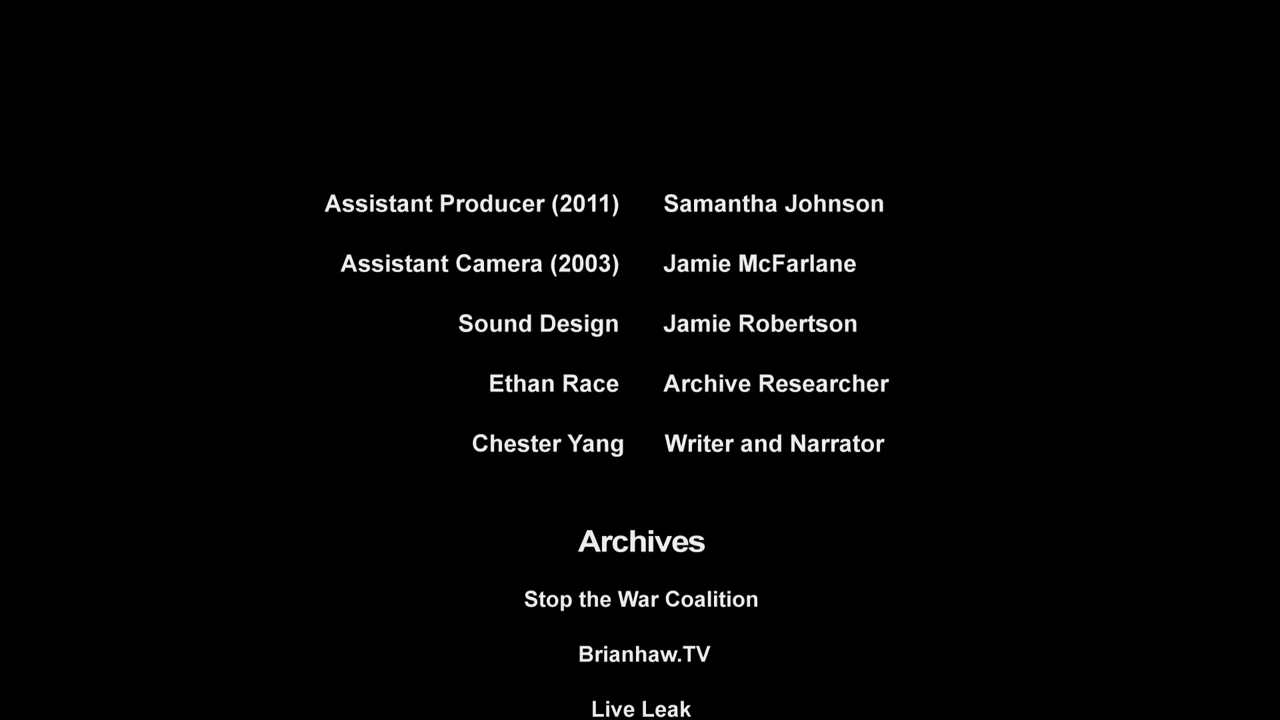 Assistant Producer (2011) Samantha Johnson
Assistant Camera (2003) Jamie McFarlane
Sound Design Jamie Robertson
Ethan Race Archive Researcher
Chester Yang Writer and Narrator
Archives
Stop the War Coalition
Brianhaw.TV
Live Leak